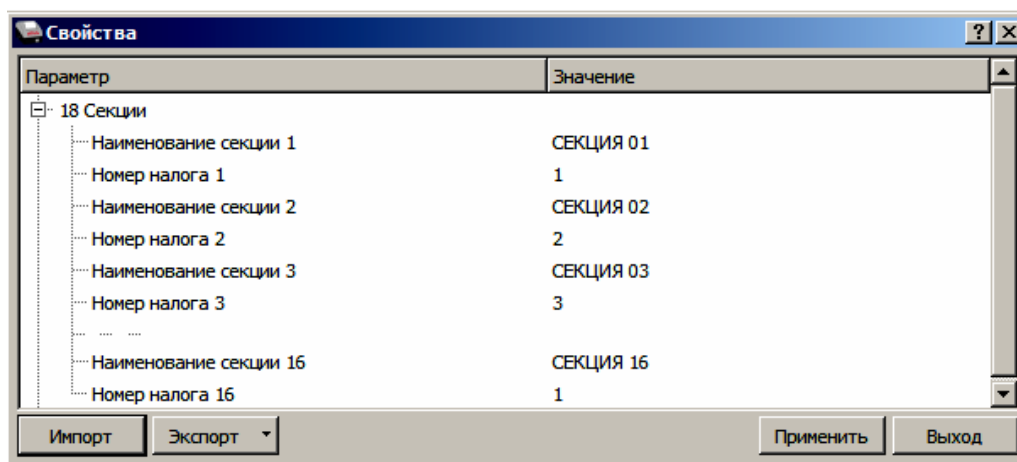 Свойства
Параметр Значение
18 Секции
Наименование секции 1 СЕКЦИЯ 01
Номер налога 1 1
Наименование секции 2 СЕКЦИЯ 02
Номер налога 2 2
Наименование секции 3 СЕКЦИЯ 03
Номер налога 3 3
... ... ...
Наименование секции 16 СЕКЦИЯ 16
Номер налога 16 1
Импорт Экспорт Применить Выход